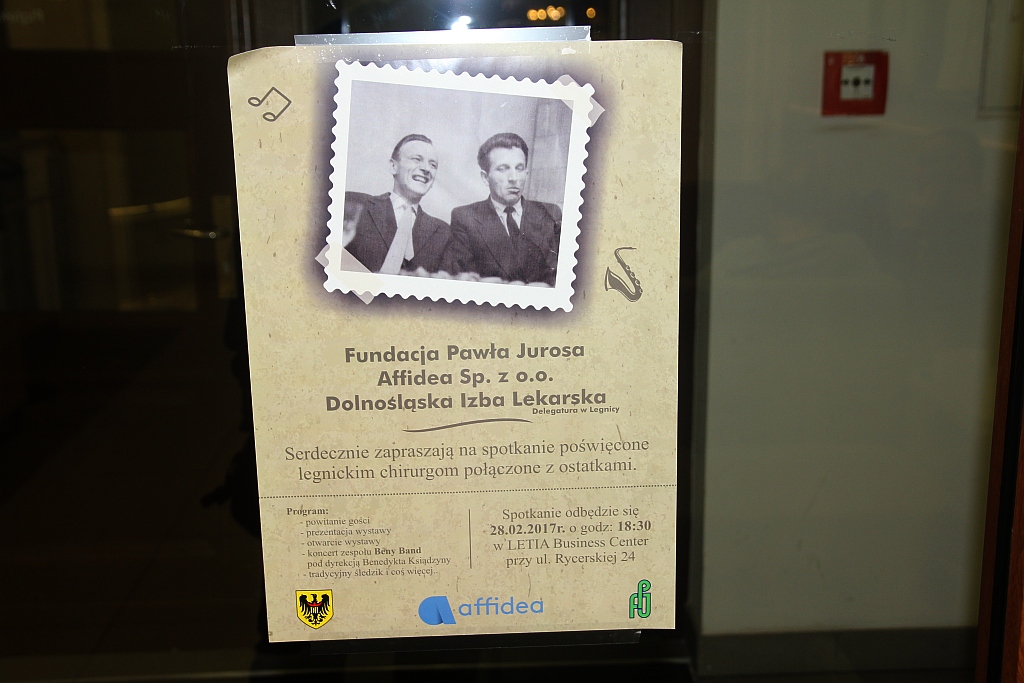 Fundacja Pawła Jurosa
Affidea Sp. z o.o.
Dolnośląska Izba Lekarska
Delegatura w Legnicy
Serdecznie zapraszają na spotkanie poświęcone
legnickim chirurgom połączone z ostatkami.
Program:
- powitanie gości
- prezentacja wystawy
- otwarcie wystawy
- koncert zespołu Beny Band
pod dyrekcją Benedykta Ksiądzyny
- tradycyjny śledzik i coś więcej...
Spotkanie odbędzie się
28.02.2017r. o godz: 18:30
w LETIA Business Center
przy ul. Rycerskiej 24
affidea